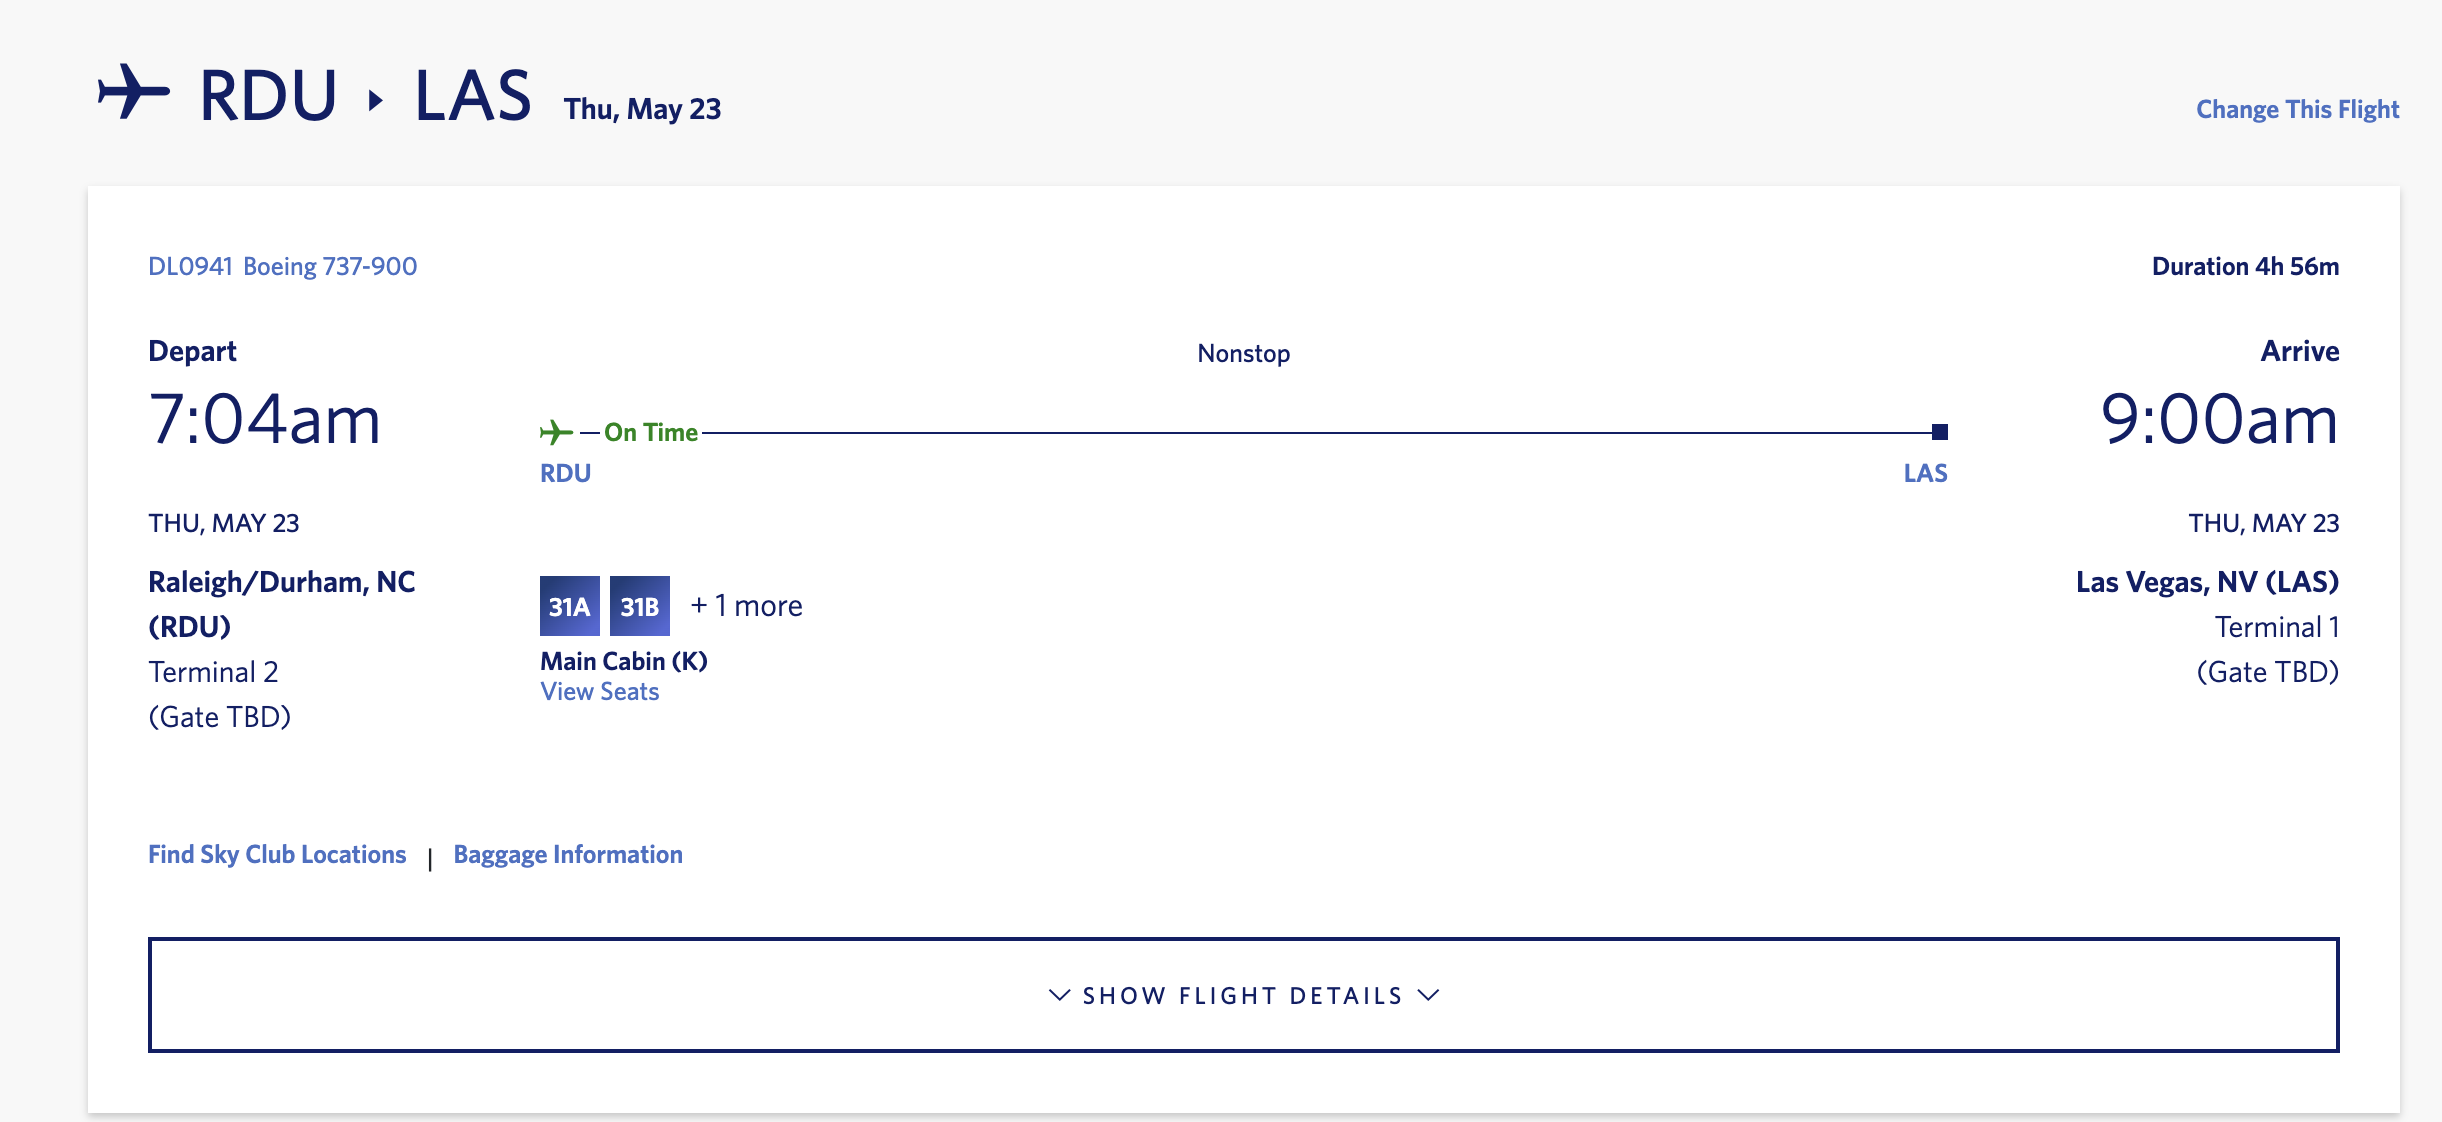 RDU LAS Thu, May 23
Change This Flight
DL0941 Boeing 737-900
Duration 4h 56m
Depart
Nonstop
Arrive
7:04am
On Time
9:00am
RDU
LAS
THU, MAY 23
THU, MAY 23
Raleigh/Durham, NC
(RDU)
Terminal 2
(Gate TBD)
31A 31B + 1 more
Main Cabin (K)
View Seats
Las Vegas, NV (LAS)
Terminal 1
(Gate TBD)
Find Sky Club Locations | Baggage Information
SHOW FLIGHT DETAILS